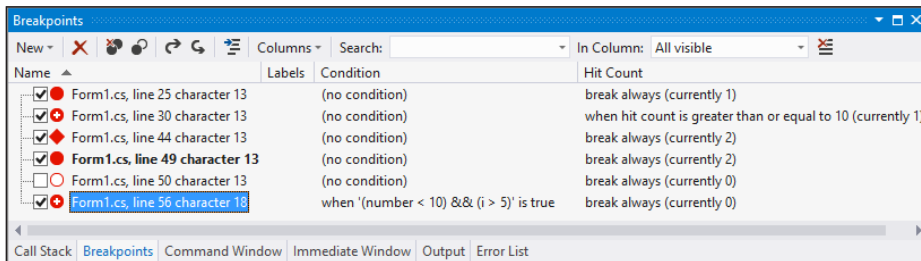 Breakpoints
New Columns Search: In Column: All visible
Name Labels Condition Hit Count
Form1.cs, line 25 character 13 (no condition) break always (currently 1)
Form1.cs, line 30 character 13 (no condition) when hit count is greater than or equal to 10 (currently 1)
Form1.cs, line 44 character 13 (no condition) break always (currently 2)
Form1.cs, line 49 character 13 (no condition) break always (currently 2)
Form1.cs, line 50 character 13 (no condition) break always (currently 0)
Form1.cs, line 56 character 18 when '(number < 10) && (i > 5)' is true break always (currently 0)
Call Stack Breakpoints Command Window Immediate Window Output Error List